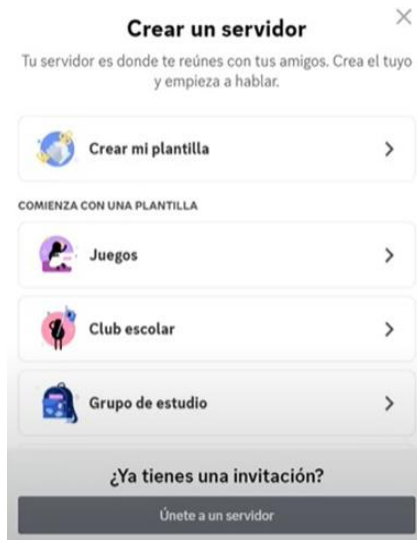 Crear un servidor
Tu servidor es donde te reúnes con tus amigos. Crea el tuyo
y empieza a hablar.
Crear mi plantilla
COMIENZA CON UNA PLANTILLA
Juegos
Club escolar
Grupo de estudio
¿Ya tienes una invitación?
Únete a un servidor